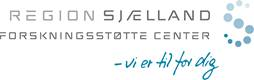 REGION SJÆLLAND
FORSKNINGSSTØTTE CENTER
- vi er til for dig